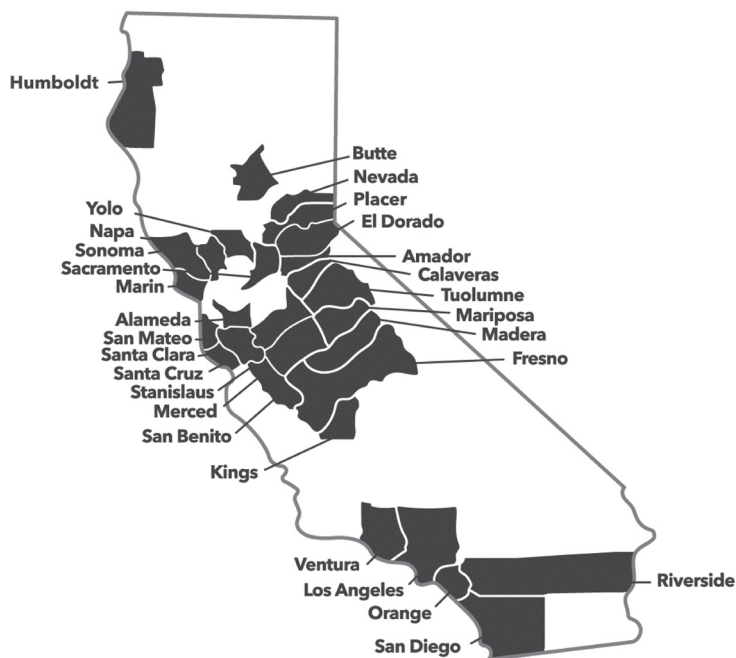 Humboldt
Butte
Nevada
Placer
El Dorado
Yolo
Napa
Sonoma
Sacramento
Marin
Amador
Calaveras
Tuolumne
Mariposa
Madera
Fresno
Alameda
San Mateo
Santa Clara
Santa Cruz
Stanislaus
Merced
San Benito
Kings
Ventura
Los Angeles
Orange
San Diego
Riverside